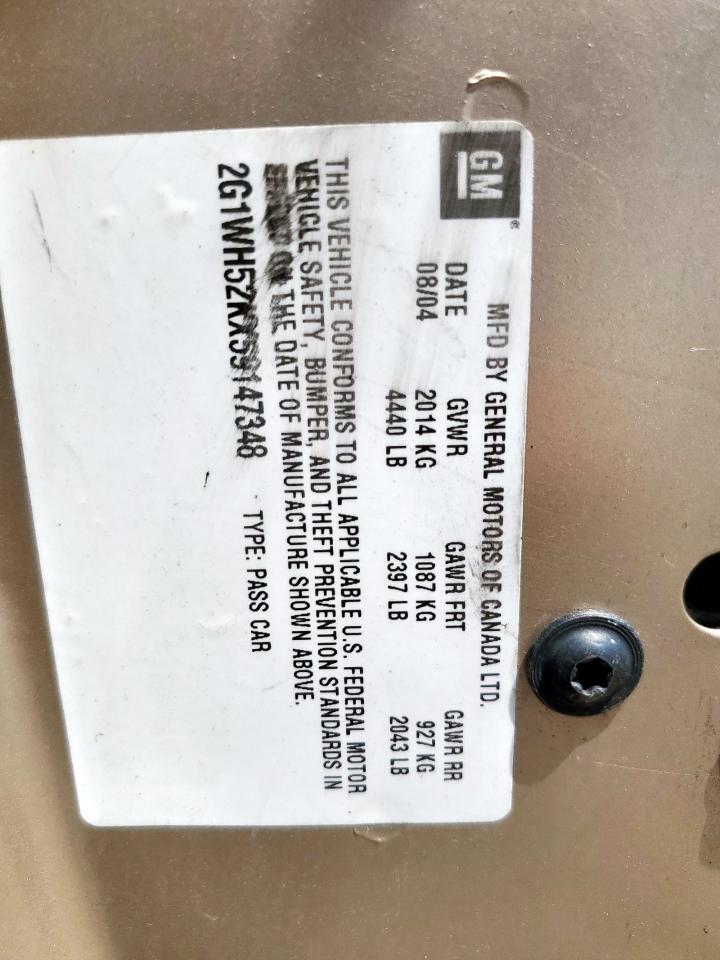 GM
®
MFD BY GENERAL MOTORS OF CANADA LTD.
DATE GVWR GAWR FRT GAWR RR
08/04 2014 KG 1087 KG 927 KG
4440 LB 2397 LB 2043 LB
THIS VEHICLE CONFORMS TO ALL APPLICABLE U.S. FEDERAL MOTOR
VEHICLE SAFETY, BUMPER, AND THEFT PREVENTION STANDARDS IN
ON THE DATE OF MANUFACTURE SHOWN ABOVE.
2G1WH52KX59147348 TYPE: PASS CAR